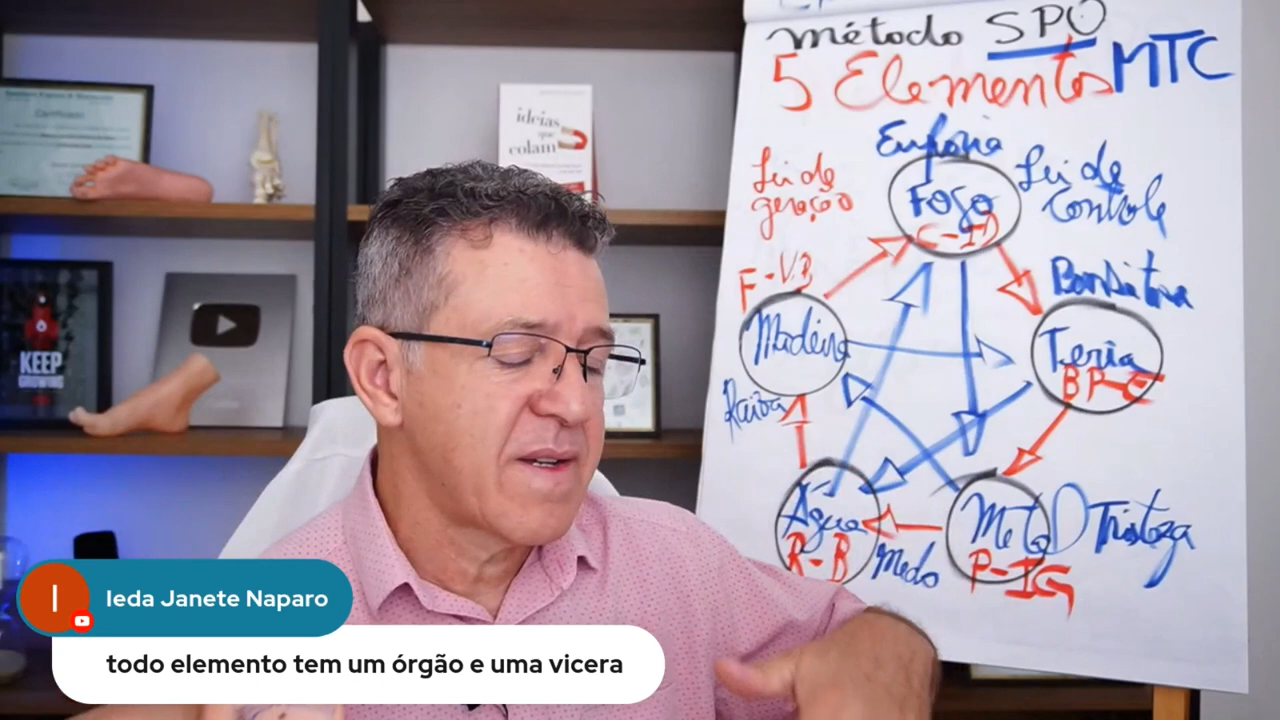 método SPO
5 Elementos MTC
Euforia
Lei de
geração
Fogo
C-ID
Lei de
controle
F-VB
Madeira
Raiva
Terra
BP-E
Água
R-B
Medo
Metal
P-IG
Tristeza
ideias
que
colam
KEEP
GROWING
I
Ieda Janete Naparo
todo elemento tem um órgão e uma vicera